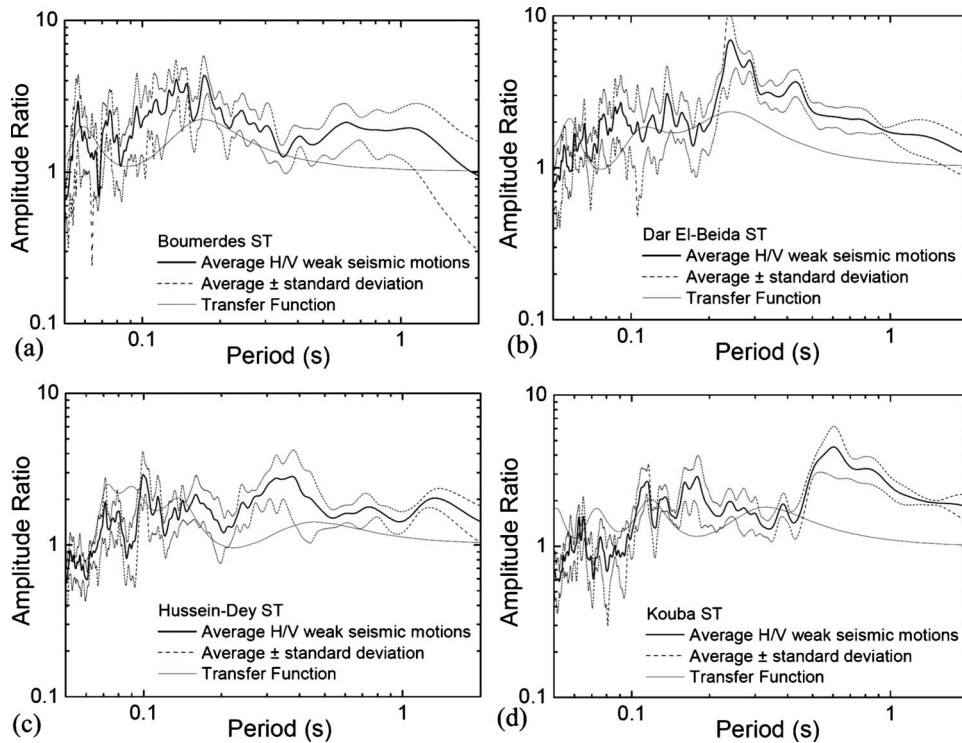 10
1
0.1
Amplitude Ratio
Boumerdes ST
Average H/V weak seismic motions
Average ± standard deviation
Transfer Function
0.1 1
Period (s)
(a)
10
1
0.1
Amplitude Ratio
Dar El-Beida ST
Average H/V weak seismic motions
Average ± standard deviation
Transfer Function
0.1 1
Period (s)
(b)
10
1
0.1
Amplitude Ratio
Hussein-Dey ST
Average H/V weak seismic motions
Average ± standard deviation
Transfer Function
0.1 1
Period (s)
(c)
10
1
0.1
Amplitude Ratio
Kouba ST
Average H/V weak seismic motions
Average ± standard deviation
Transfer Function
0.1 1
Period (s)
(d)